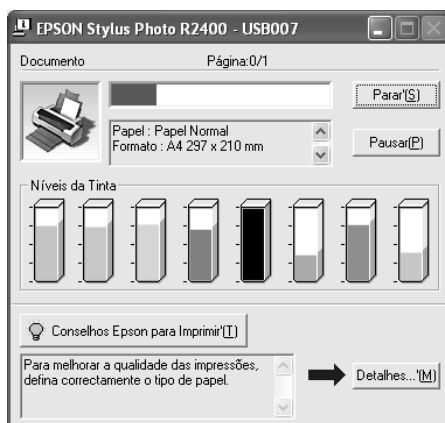 EPSON Stylus Photo R2400 - USB007
Documento Página:0/1
Parar'(S)
Papel : Papel Normal
Formato : A4 297 x 210 mm
Pausar(P)
Níveis da Tinta
Conselhos Epson para Imprimir'(T)
Para melhorar a qualidade das impressões,
defina correctamente o tipo de papel.
Detalhes...'(M)